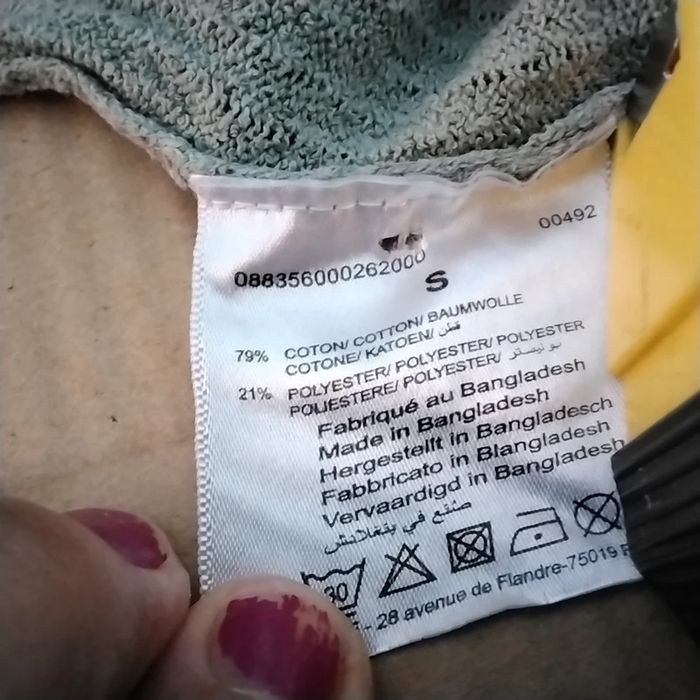 00492
088356000262000
S
79% COTON/ COTTON/ BAUMWOLLE
COTONE/ KATOEN/ قطن
21% POLYESTER/ POLYESTER/ POLYESTER
POLIESTERE/ POLYESTER/ بوليستر
Fabriqué au Bangladesh
Made in Bangladesh
Hergestellt in Bangladesch
Fabbricato in Blangladesh
Vervaardigd in Bangladesh
صنع في بنغلاديش
30
- 28 avenue de Flandre-75019